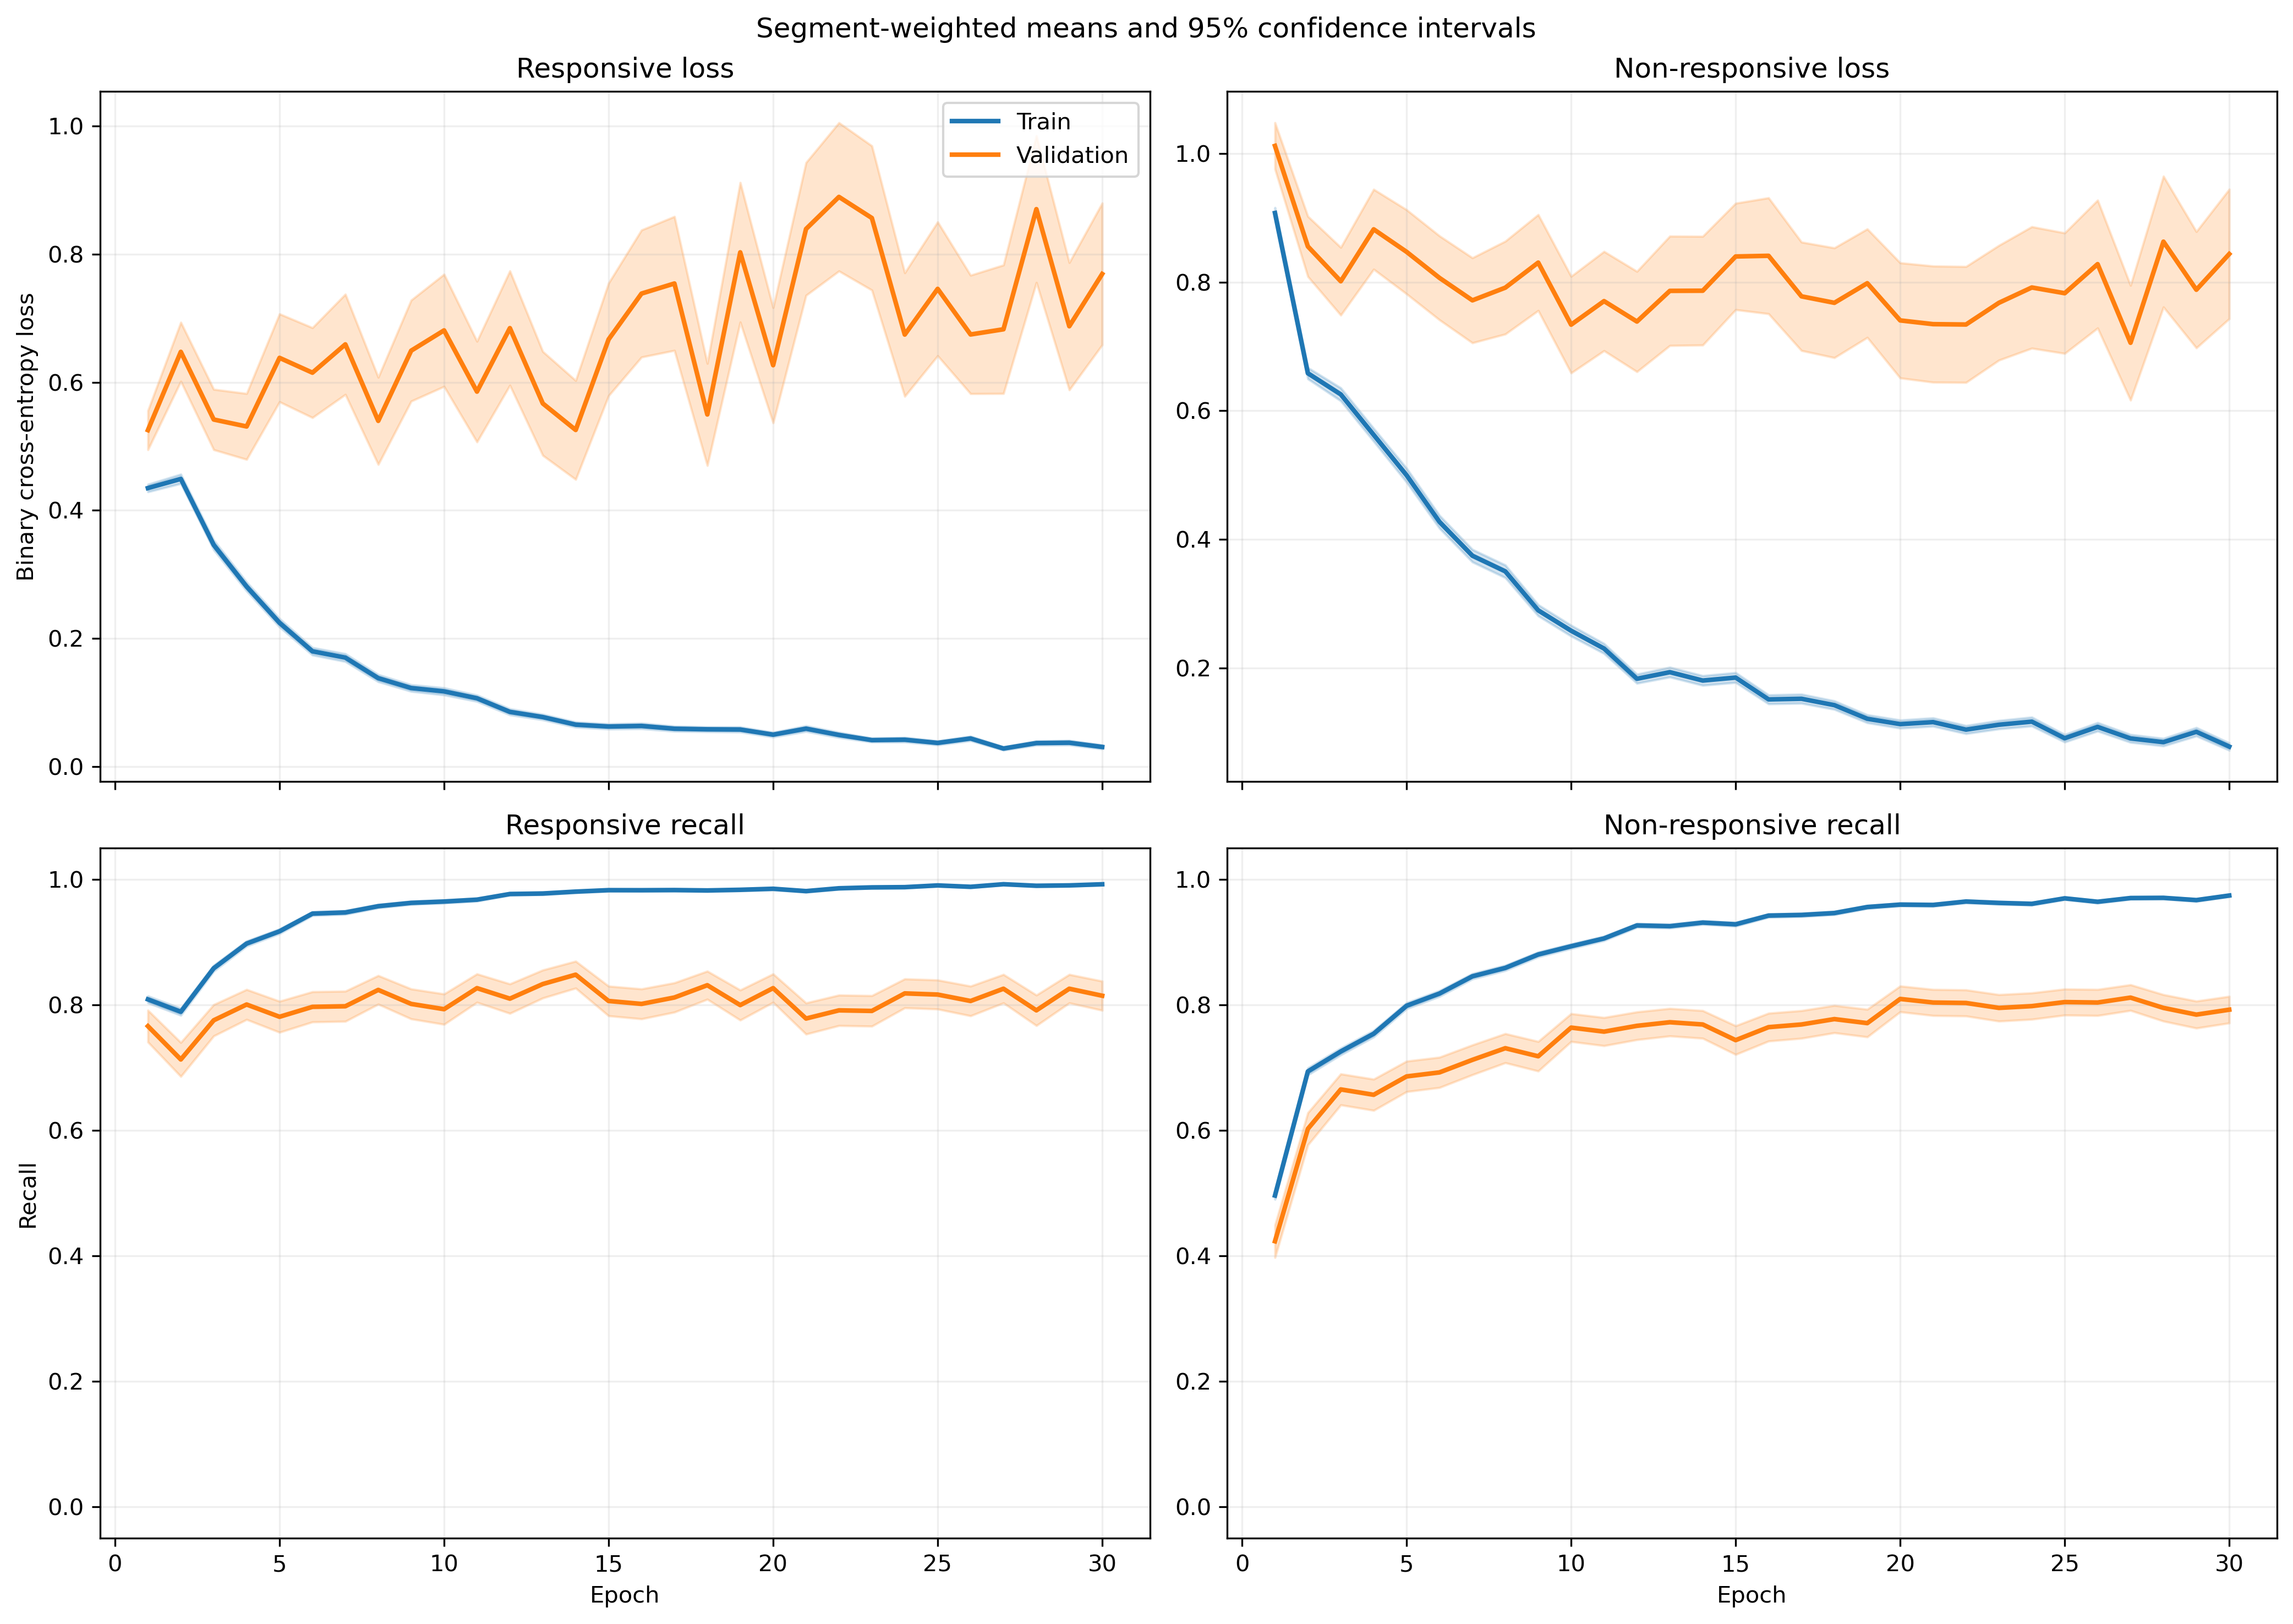 Segment-weighted means and 95% confidence intervals
Responsive loss
Non-responsive loss
Train
Validation
Binary cross-entropy loss
1.0
0.8
0.6
0.4
0.2
0.0
1.0
0.8
0.6
0.4
0.2
Responsive recall
Non-responsive recall
Recall
1.0
0.8
0.6
0.4
0.2
0.0
0 5 10 15 20 25 30
Epoch
1.0
0.8
0.6
0.4
0.2
0.0
0 5 10 15 20 25 30
Epoch